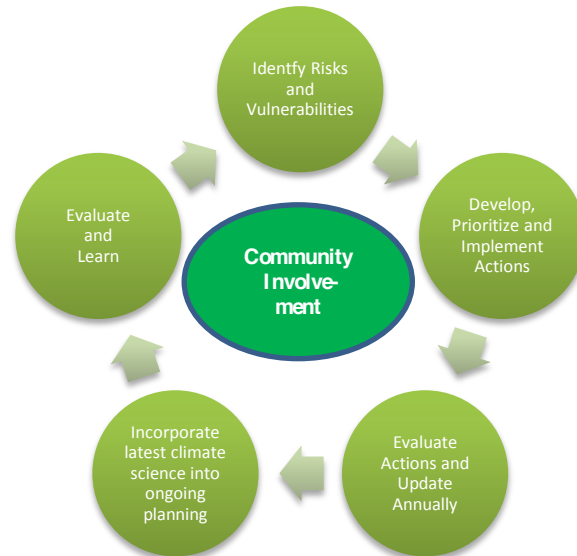 Identfy Risks
and
Vulnerabilities
Develop,
Prioritize and
Implement
Actions
Evaluate
Actions and
Update
Annually
Incorporate
latest climate
science into
ongoing
planning
Evaluate
and
Learn
Community
Involve-
ment